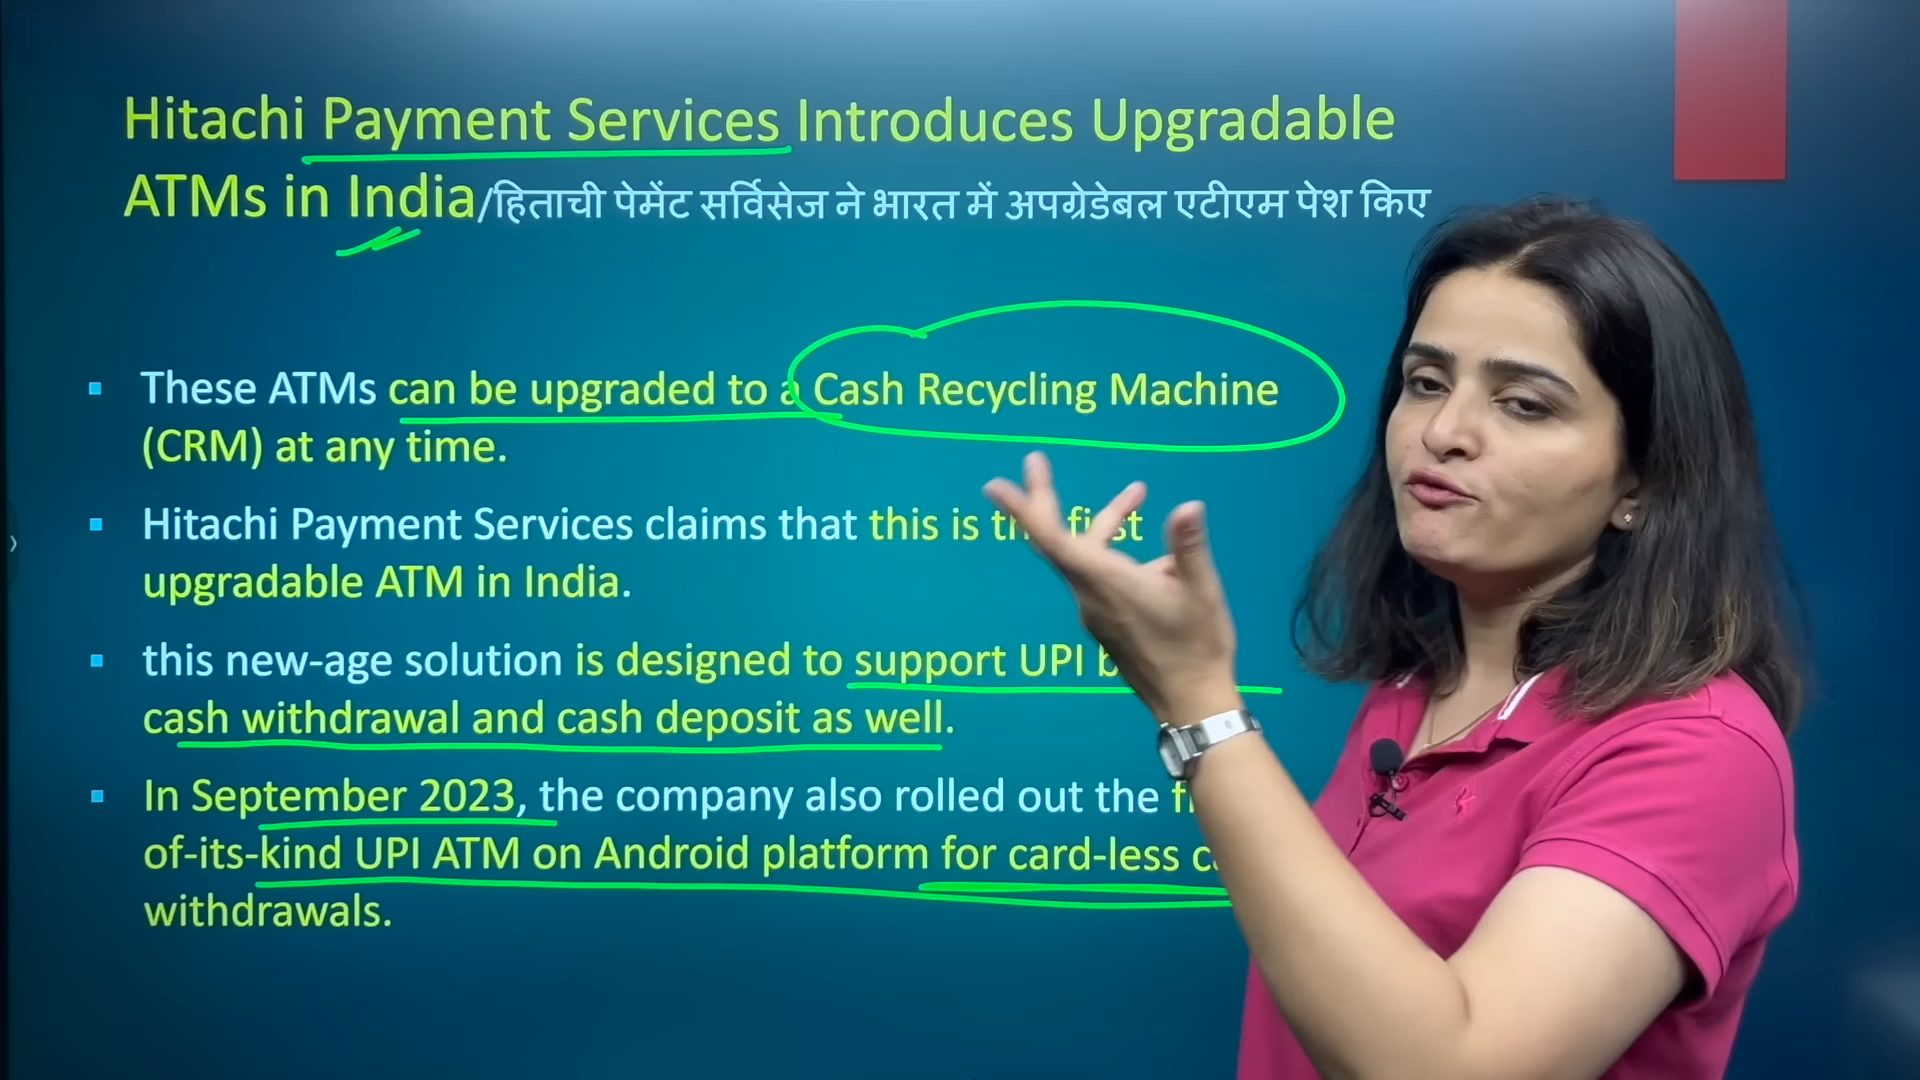 Hitachi Payment Services Introduces Upgradable
ATMs in India/हिताची पेमेंट सर्विसेज ने भारत में अपग्रेडेबल एटीएम पेश किए
These ATMs can be upgraded to a Cash Recycling Machine
(CRM) at any time.
Hitachi Payment Services claims that this is the first
upgradable ATM in India.
this new-age solution is designed to support UPI
cash withdrawal and cash deposit as well.
In September 2023, the company also rolled out the
of-its-kind UPI ATM on Android platform for card-less
withdrawals.